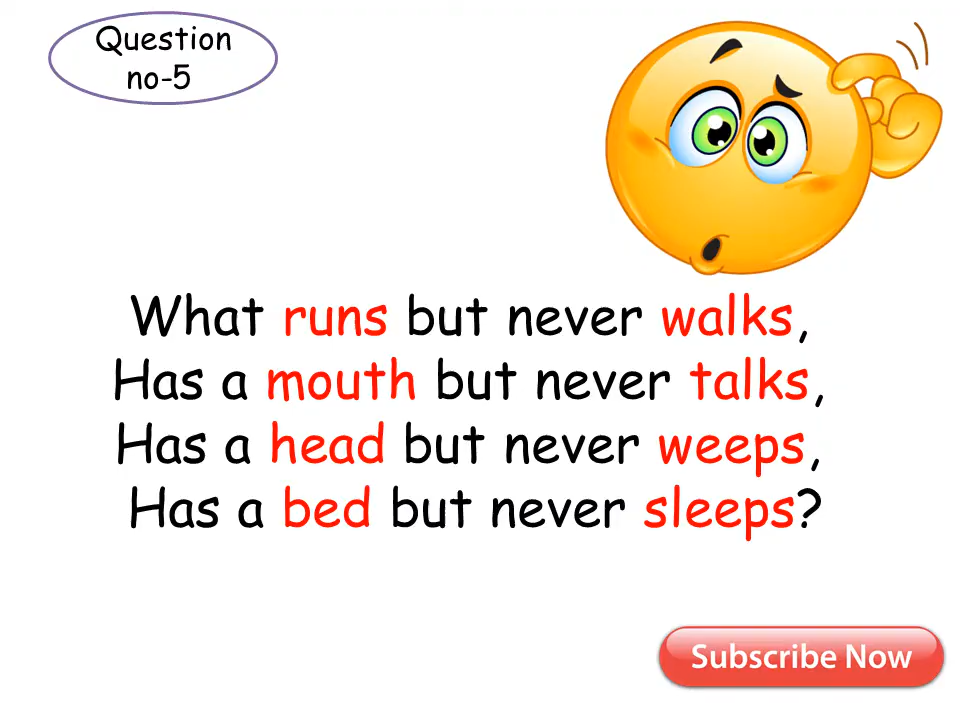 Question
no-5
What runs but never walks,
Has a mouth but never talks,
Has a head but never weeps,
Has a bed but never sleeps?
Subscribe Now